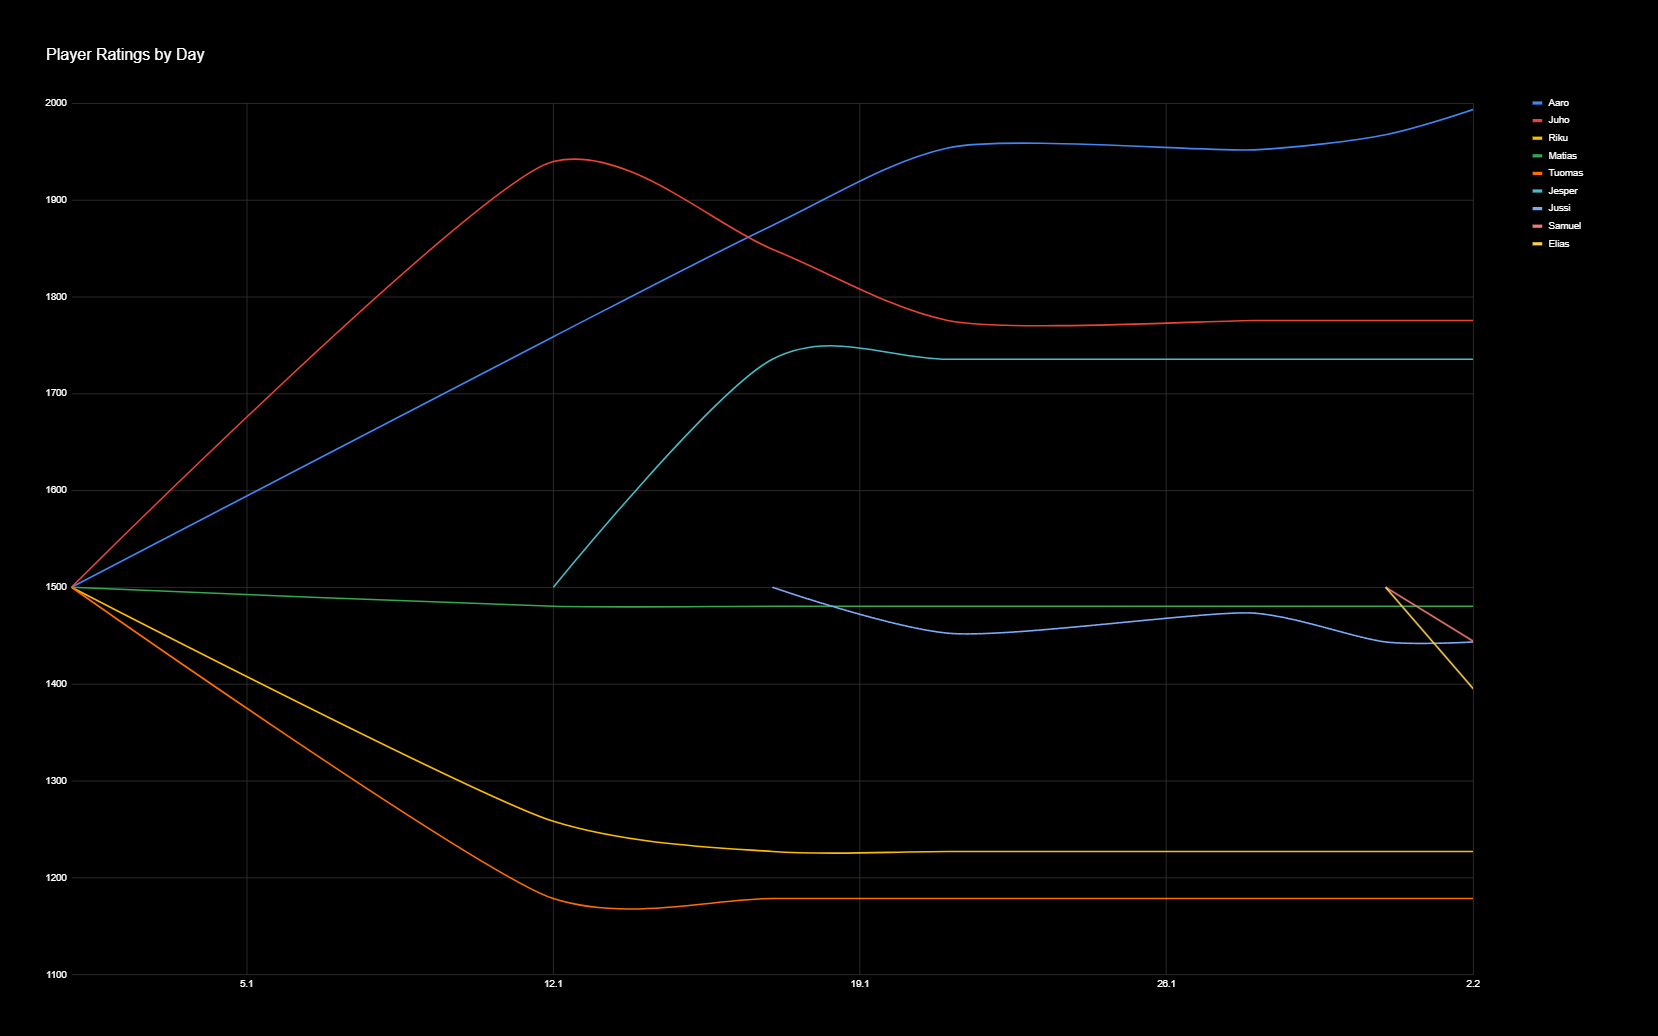 Player Ratings by Day
2000
1900
1800
1700
1600
1500
1400
1300
1200
1100
5.1
12.1
19.1
26.1
2.2
Aaro
Juho
Riku
Matias
Tuomas
Jesper
Jussi
Samuel
Elias